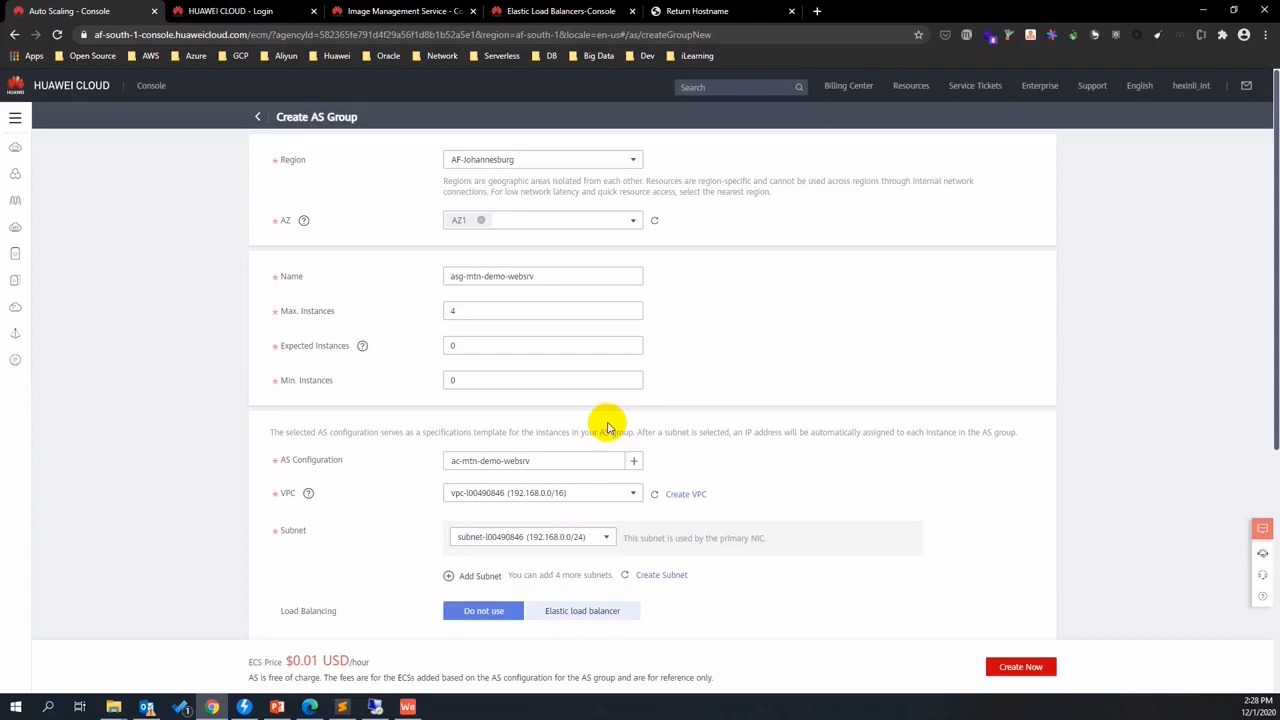 Auto Scaling - Console
HUAWEI CLOUD - Login
Image Management Service - Co
Elastic Load Balancers-Console
Return Hostname
af-south-1-console.huaweicloud.com/ecm/?agencyId=582365f791d4f29a56f1d8b1b52a5e1&region=af-south-1&locale=en-us#/as/createGroupNew
Apps
Open Source
AWS
Azure
GCP
Aliyun
Huawei
Oracle
Network
Serverless
DB
Big Data
Dev
iLearning
HUAWEI CLOUD
Console
Search
Billing Center
Resources
Service Tickets
Enterprise
Support
English
hexinli_int
Create AS Group
* Region
AF-Johannesburg
Regions are geographic areas isolated from each other. Resources are region-specific and cannot be used across regions through internal network
connections. For low network latency and quick resource access, select the nearest region.
* AZ
AZ1
* Name
asg-mtn-demo-websrv
* Max. Instances
4
* Expected Instances
0
* Min. Instances
0
The selected AS configuration serves as a specifications template for the instances in your AS group. After a subnet is selected, an IP address will be automatically assigned to each instance in the AS group.
* AS Configuration
ac-mtn-demo-websrv
* VPC
vpc-l00490846 (192.168.0.0/16)
Create VPC
* Subnet
subnet-l00490846 (192.168.0.0/24)
This subnet is used by the primary NIC.
Add Subnet
You can add 4 more subnets.
Create Subnet
Load Balancing
Do not use
Elastic load balancer
ECS Price $0.01 USD/hour
AS is free of charge. The fees are for the ECSs added based on the AS configuration for the AS group and are for reference only.
Create Now
We
2:28 PM
12/1/2020